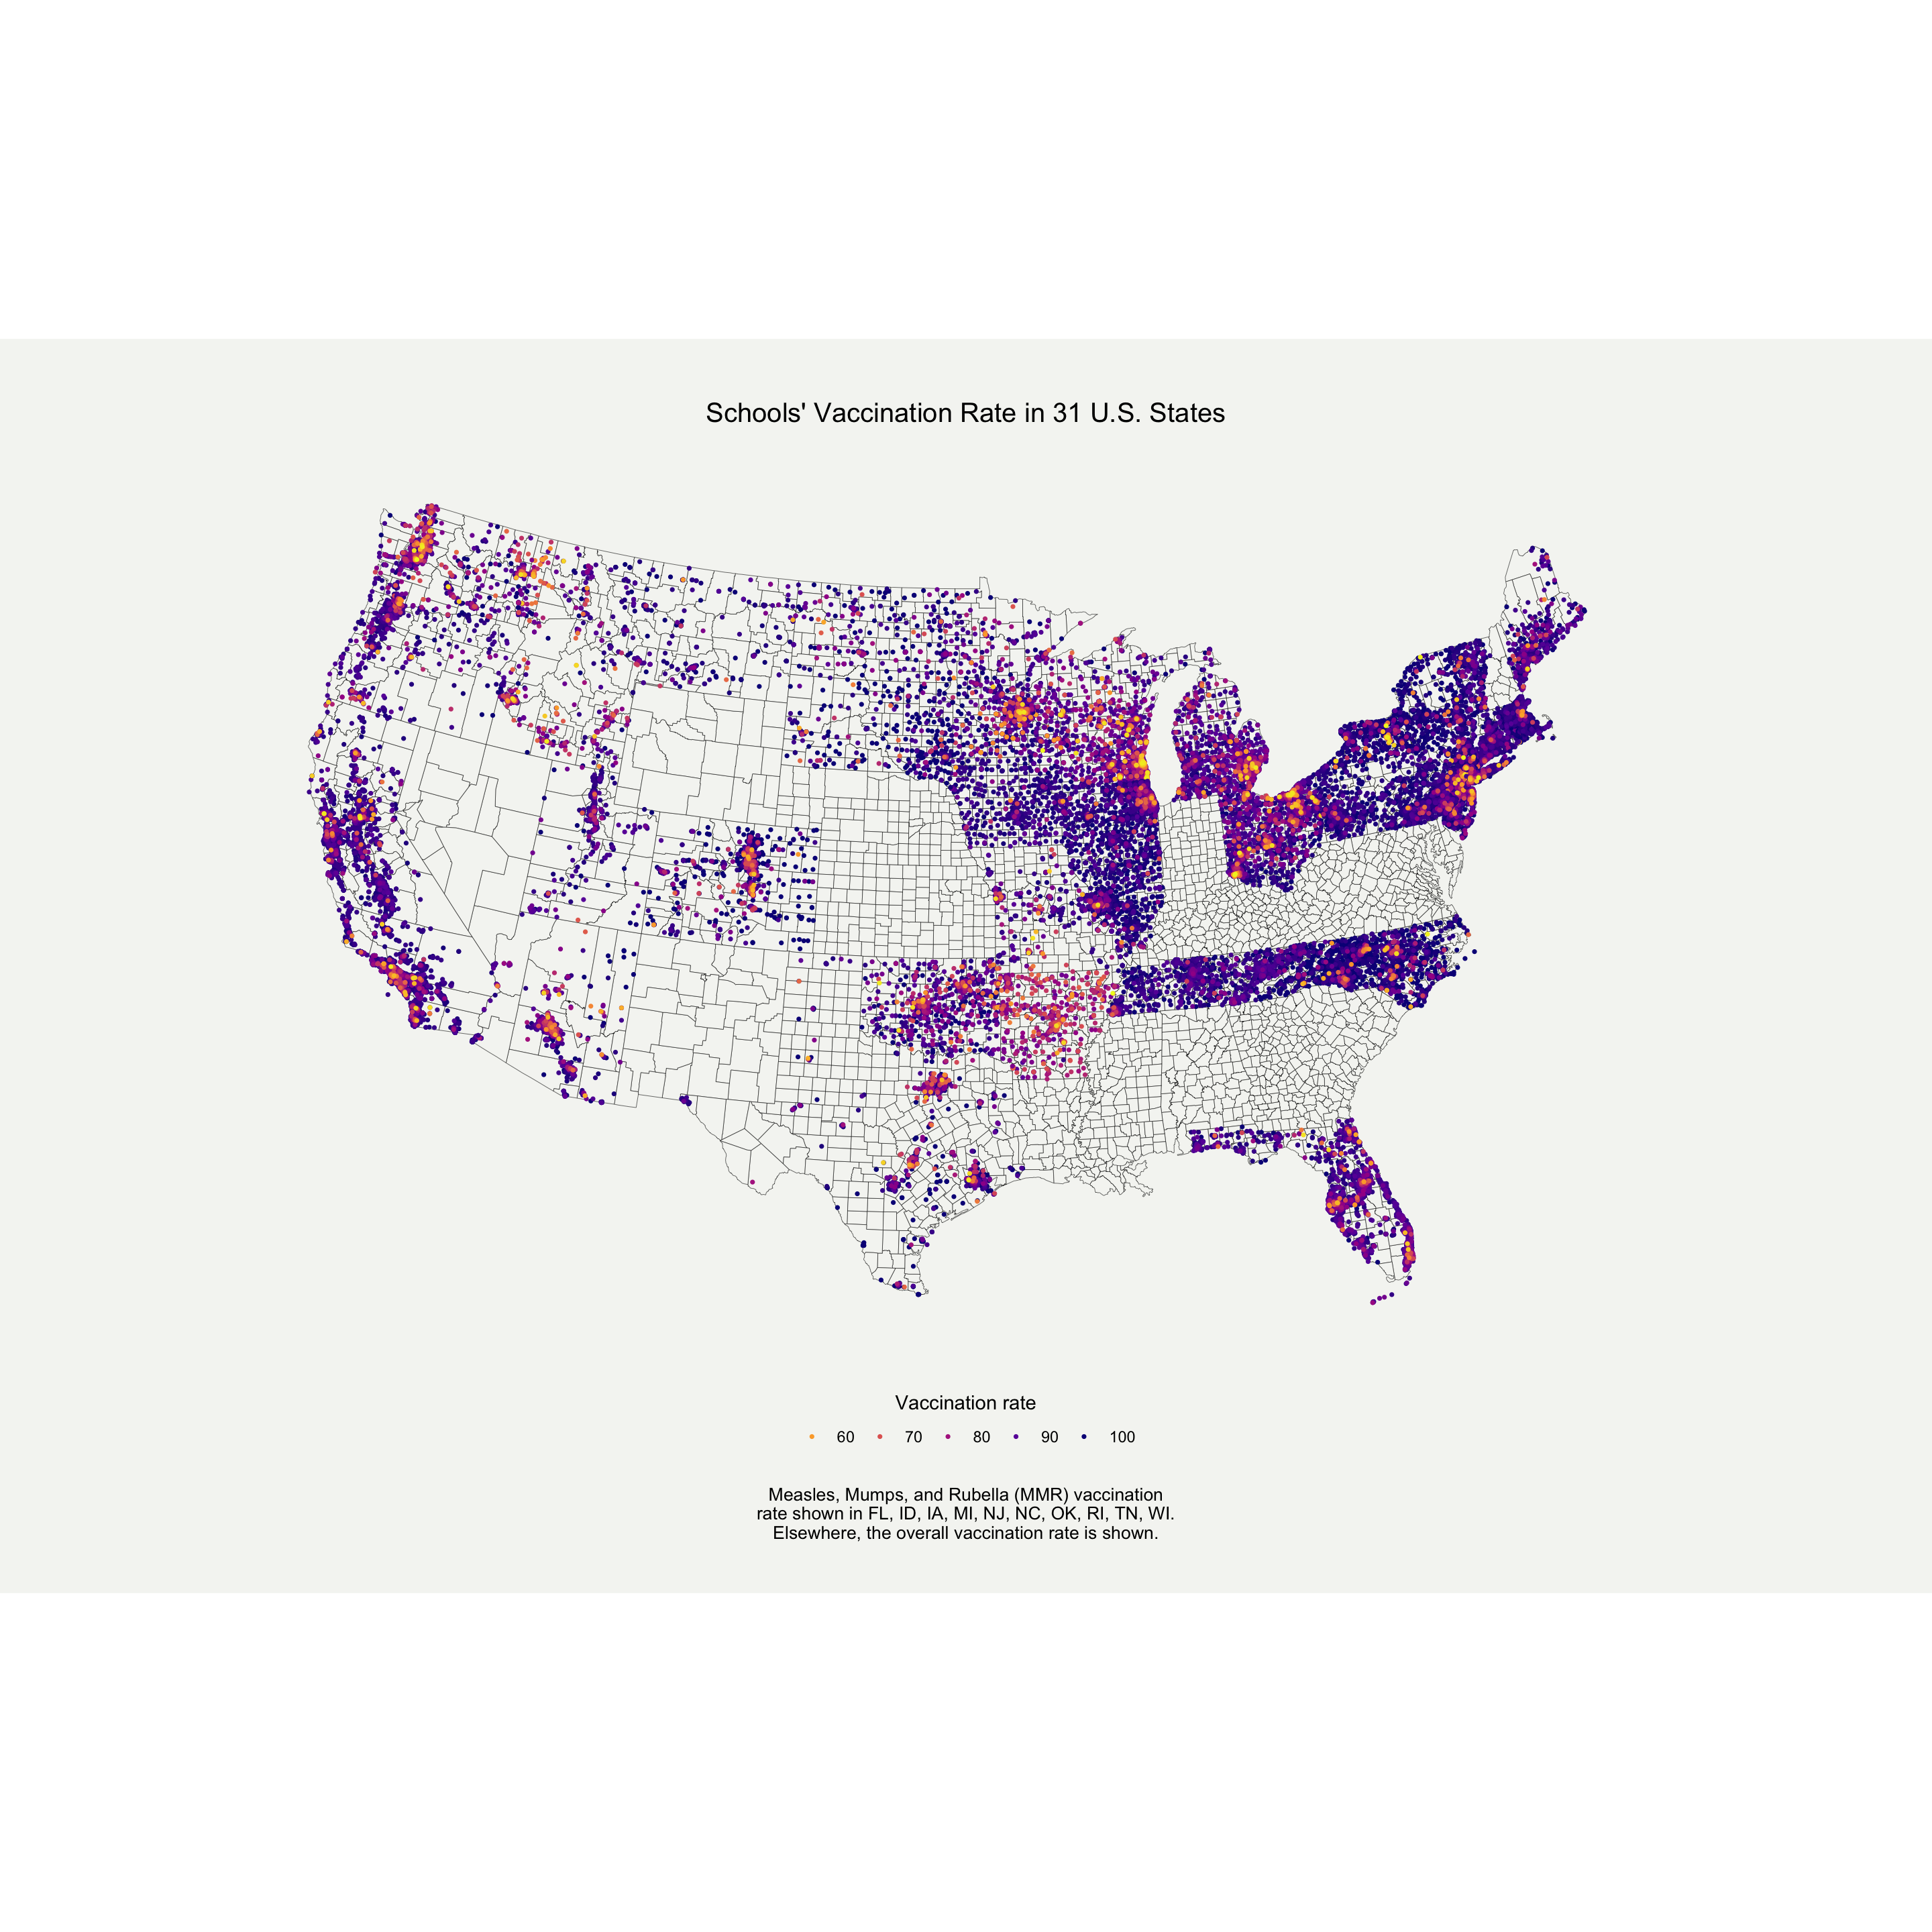 Schools' Vaccination Rate in 31 U.S. States
Vaccination rate
60 70 80 90 100
Measles, Mumps, and Rubella (MMR) vaccination
rate shown in FL, ID, IA, MI, NJ, NC, OK, RI, TN, WI.
Elsewhere, the overall vaccination rate is shown.